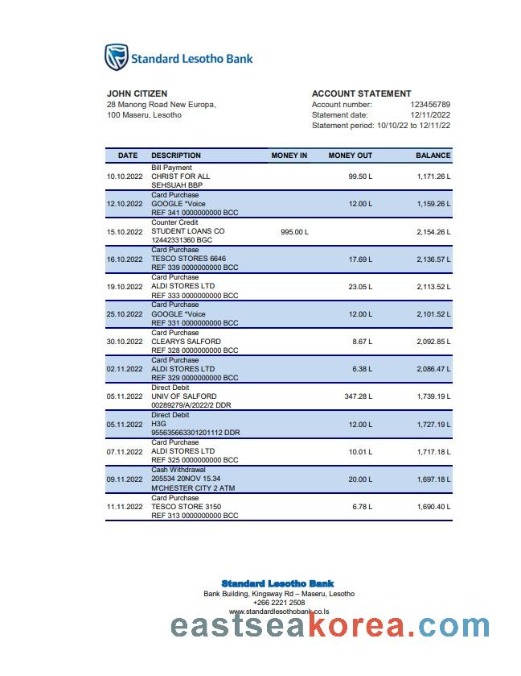 Standard Lesotho Bank
JOHN CITIZEN
28 Manong Road New Europa,
100 Maseru, Lesotho
ACCOUNT STATEMENT
Account number: 123456789
Statement date: 12/11/2022
Statement period: 10/10/22 to 12/11/22
DATE DESCRIPTION MONEY IN MONEY OUT BALANCE
Bill Payment
10.10.2022 CHRIST FOR ALL 99.50 L 1,171.26 L
SEHSUAH BBP
Card Purchase
12.10.2022 GOOGLE *Voice 12.00 L 1,159.26 L
REF 341 0000000000 BCC
Counter Credit
15.10.2022 STUDENT LOANS CO 995.00 L 2,154.26 L
12442331360 BGC
Card Purchase
16.10.2022 TESCO STORES 6646 17.69 L 2,136.57 L
REF 339 0000000000 BCC
Card Purchase
19.10.2022 ALDI STORES LTD 23.05 L 2,113.52 L
REF 333 0000000000 BCC
Card Purchase
25.10.2022 GOOGLE *Voice 12.00 L 2,101.52 L
REF 331 0000000000 BCC
Card Purchase
30.10.2022 CLEARYS SALFORD 8.67 L 2,092.85 L
REF 328 0000000000 BCC
Card Purchase
02.11.2022 ALDI STORES LTD 6.38 L 2,086.47 L
REF 329 0000000000 BCC
Direct Debit
05.11.2022 UNIV OF SALFORD 347.28 L 1,739.19 L
00289279/A/2022/2 DDR
Direct Debit
05.11.2022 H3G 12.00 L 1,727.19 L
955635663301201112 DDR
Card Purchase
07.11.2022 ALDI STORES LTD 10.01 L 1,717.18 L
REF 325 0000000000 BCC
Cash Withdrawal
09.11.2022 205534 20NOV 15.34 20.00 L 1,697.18 L
M'CHESTER CITY 2 ATM
Card Purchase
11.11.2022 TESCO STORE 3150 6.78 L 1,690.40 L
REF 313 0000000000 BCC
Standard Lesotho Bank
Bank Building, Kingsway Rd – Maseru, Lesotho
+266 2221 2508
www.standardlesothobank.co.ls
eastseakorea.com